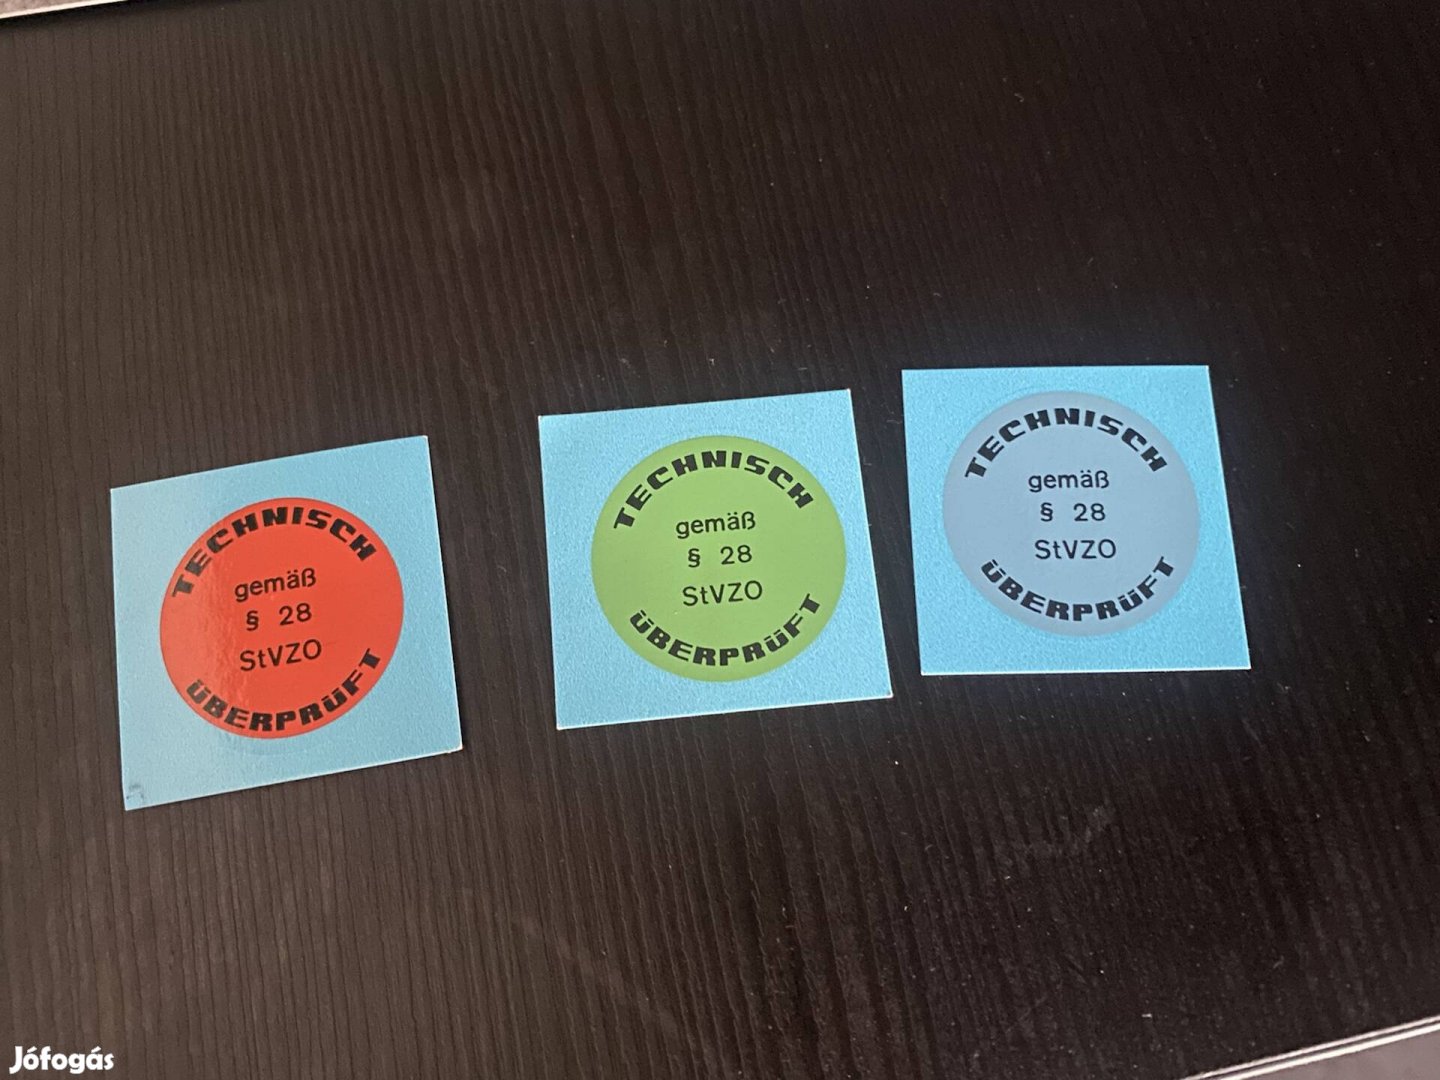 TECHNISCH
gemäß
§ 28
StVZO
ÜBERPRÜFT
TECHNISCH
gemäß
§ 28
StVZO
ÜBERPRÜFT
TECHNISCH
gemäß
§ 28
StVZO
ÜBERPRÜFT
Jófogás